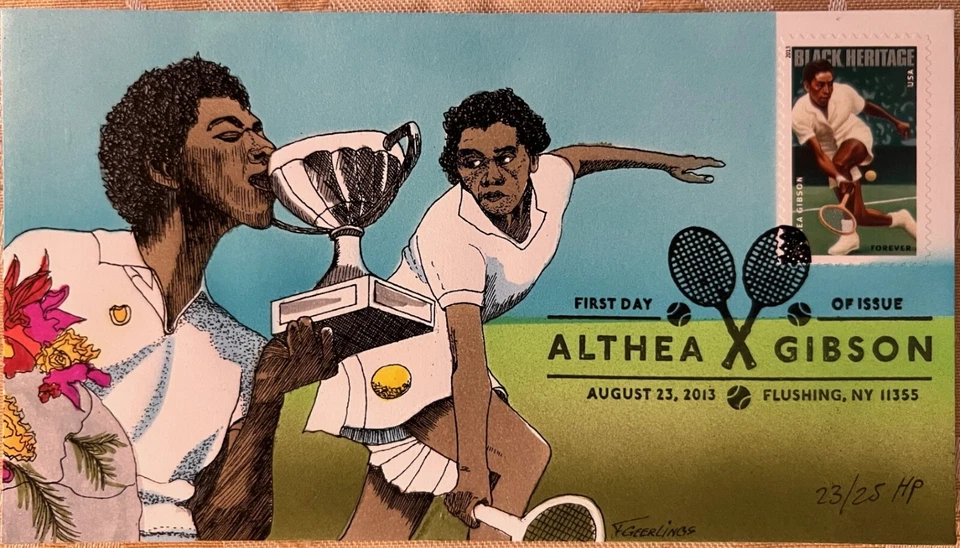 2013
BLACK HERITAGE
USA
EA GIBSON
FOREVER
FIRST DAY OF ISSUE
ALTHEA GIBSON
AUGUST 23, 2013 FLUSHING, NY 11355
23/25 HP
FGEERLINGS